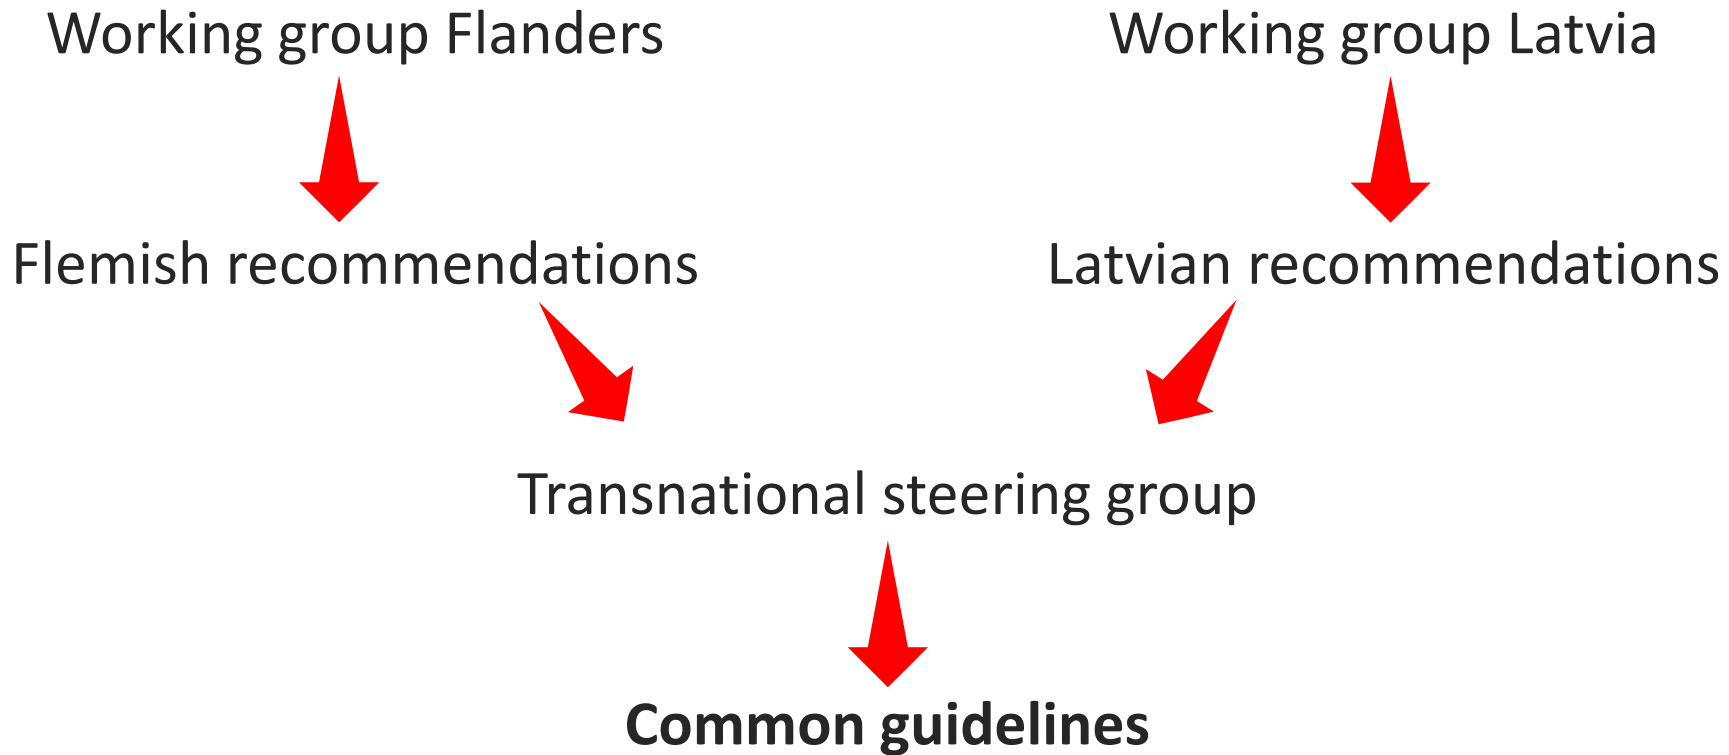 Working group Flanders
Working group Latvia
Flemish recommendations
Latvian recommendations
Transnational steering group
Common guidelines